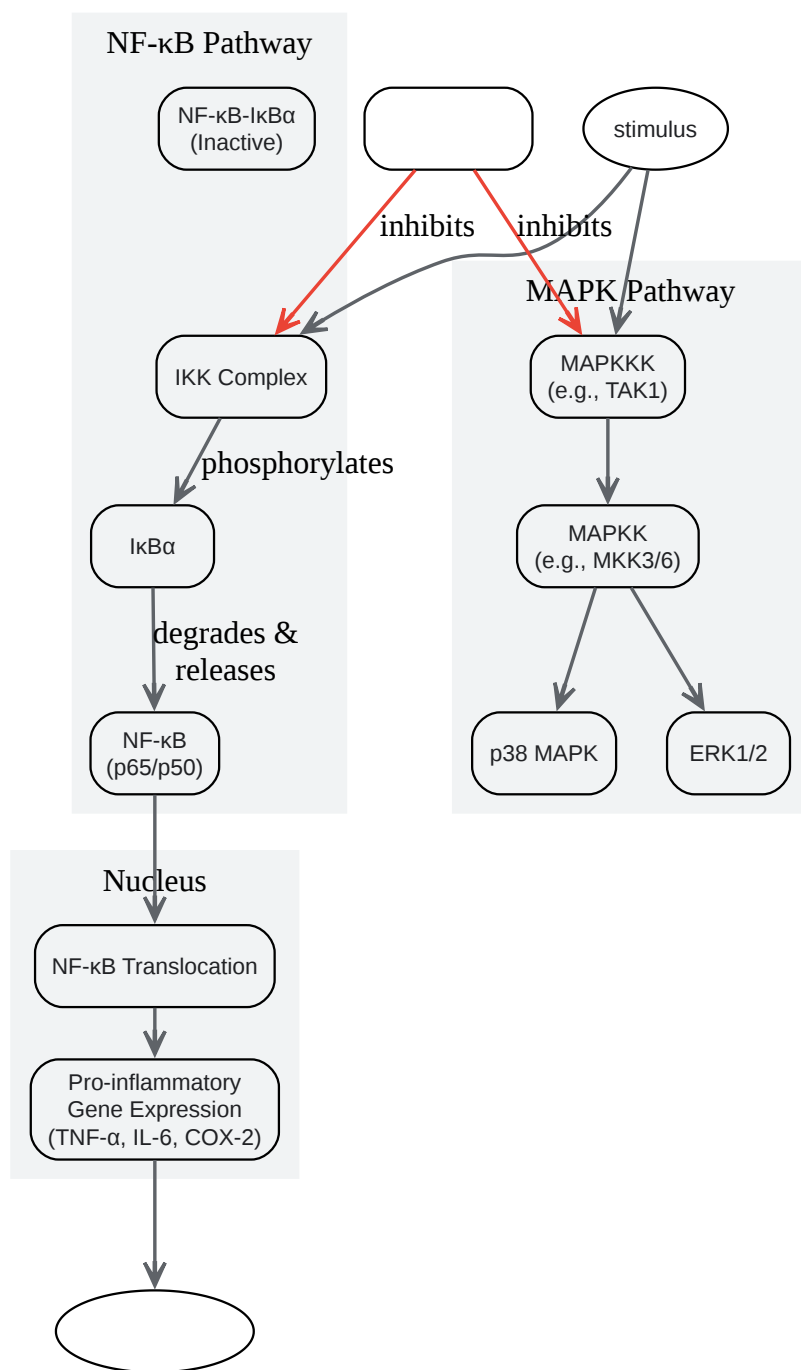 NF-κB Pathway
NF-κB-IκBα
(Inactive)
stimulus
inhibits
inhibits
MAPK Pathway
IKK Complex
MAPKKK
(e.g., TAK1)
phosphorylates
IκBα
MAPKK
(e.g., MKK3/6)
degrades &
releases
NF-κB
(p65/p50)
p38 MAPK
ERK1/2
Nucleus
NF-κB Translocation
Pro-inflammatory
Gene Expression
(TNF-α, IL-6, COX-2)